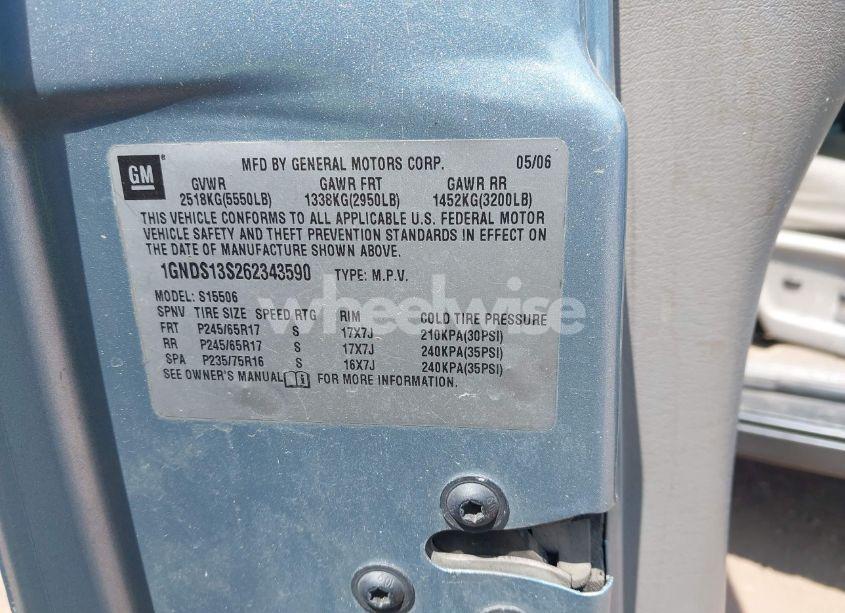 GM ® MFD BY GENERAL MOTORS CORP. 05/06
GVWR GAWR FRT GAWR RR
2518KG(5550LB) 1338KG(2950LB) 1452KG(3200LB)
THIS VEHICLE CONFORMS TO ALL APPLICABLE U.S. FEDERAL MOTOR
VEHICLE SAFETY AND THEFT PREVENTION STANDARDS IN EFFECT ON
THE DATE OF MANUFACTURE SHOWN ABOVE.
1GNDS13S262343590 TYPE: M.P.V.
MODEL: S15506
SPNV TIRE SIZE SPEED RTG RIM COLD TIRE PRESSURE
FRT P245/65R17 S 17X7J 210KPA(30PSI)
RR P245/65R17 S 17X7J 240KPA(35PSI)
SPA P235/75R16 S 16X7J 240KPA(35PSI)
SEE OWNER'S MANUAL FOR MORE INFORMATION.
wheelwise